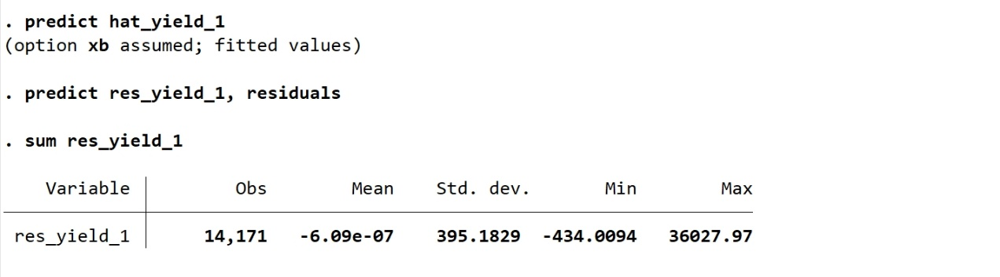 . predict hat_yield_1
(option xb assumed; fitted values)
. predict res_yield_1, residuals
. sum res_yield_1
Variable Obs Mean Std. dev. Min Max
res_yield_1 14,171 -6.09e-07 395.1829 -434.0094 36027.97